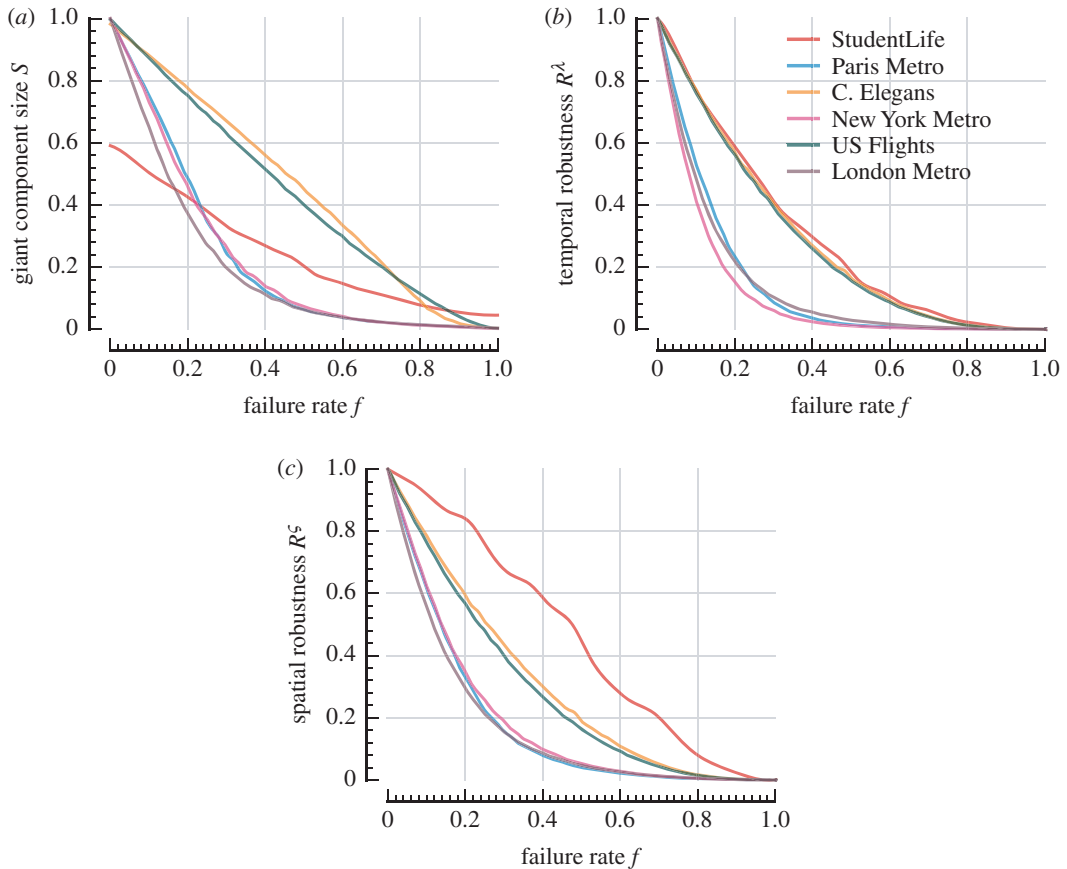 (a)
1.0
0.8
0.6
0.4
0.2
0
giant component size S
0
0.2
0.4
0.6
0.8
1.0
failure rate f
(b)
1.0
0.8
0.6
0.4
0.2
0
temporal robustness R^λ
StudentLife
Paris Metro
C. Elegans
New York Metro
US Flights
London Metro
0
0.2
0.4
0.6
0.8
1.0
failure rate f
(c)
1.0
0.8
0.6
0.4
0.2
0
spatial robustness R^ς
0
0.2
0.4
0.6
0.8
1.0
failure rate f